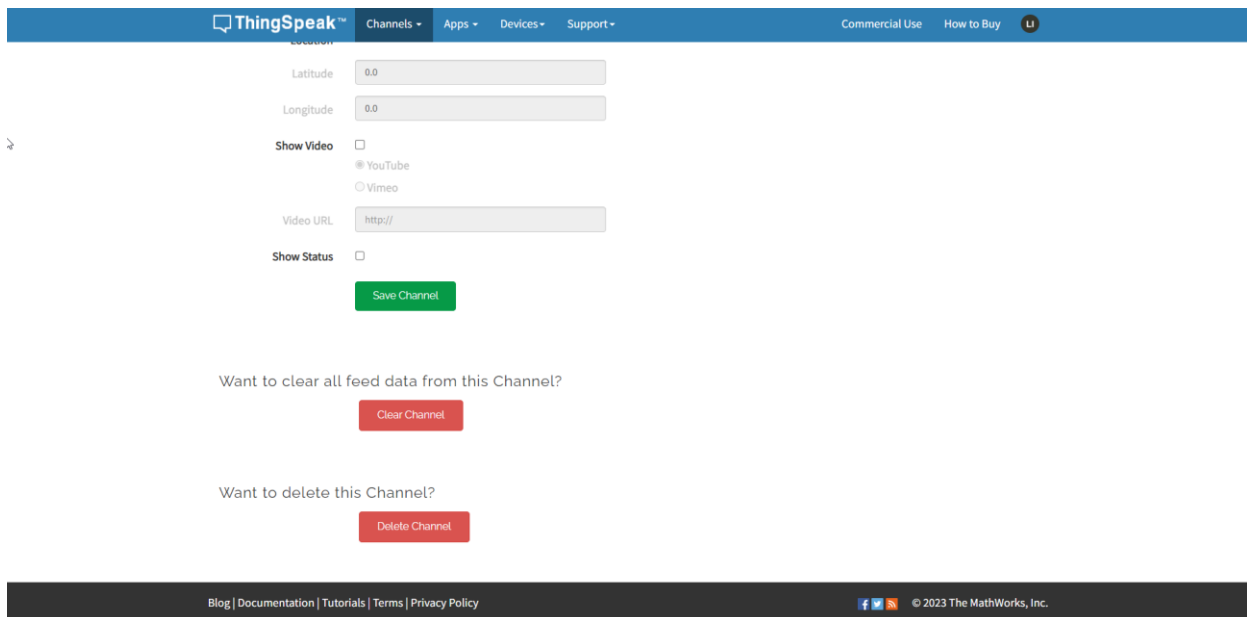 ThingSpeak™ Channels Apps Devices Support Commercial Use How to Buy LI
Location
Latitude 0.0
Longitude 0.0
Show Video
YouTube
Vimeo
Video URL http://
Show Status
Save Channel
Want to clear all feed data from this Channel?
Clear Channel
Want to delete this Channel?
Delete Channel
Blog | Documentation | Tutorials | Terms | Privacy Policy © 2023 The MathWorks, Inc.